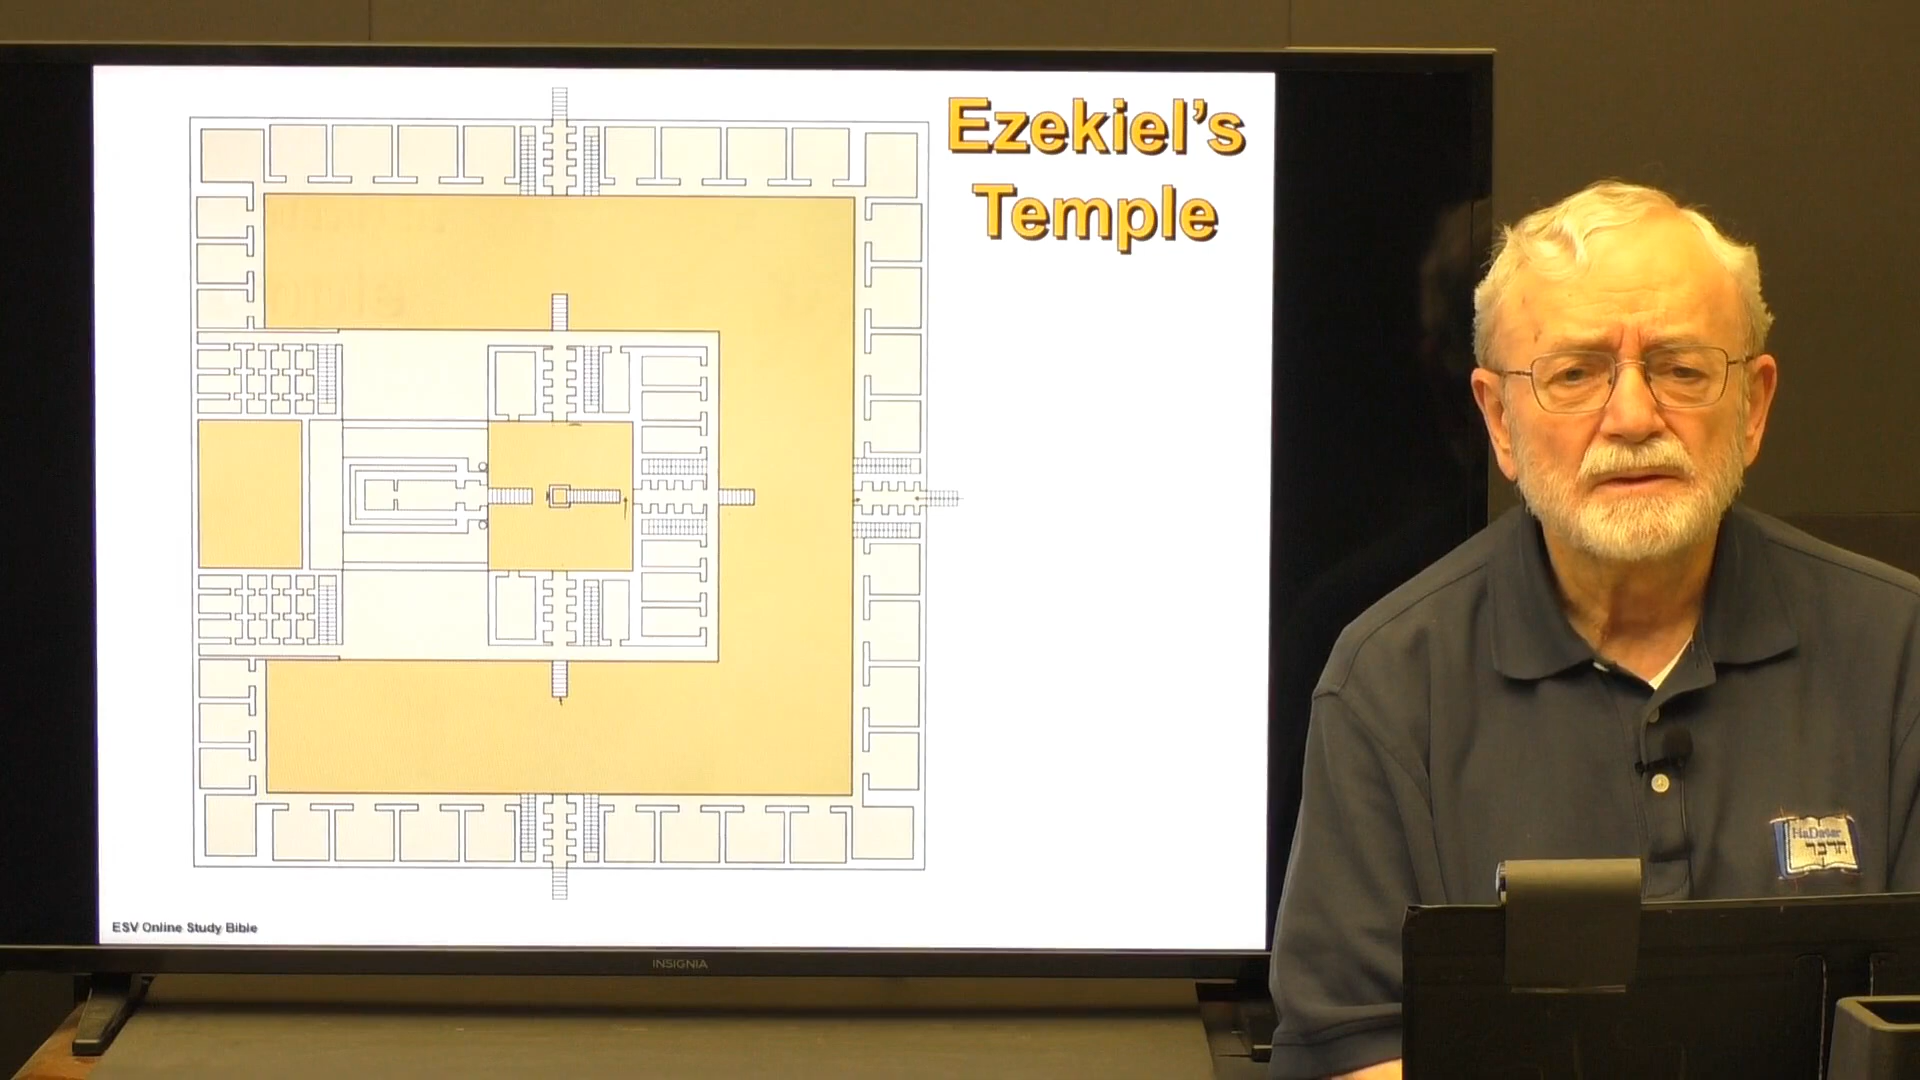 Ezekiel's
Temple
ESV Online Study Bible
INSIGNIA
HaDavar
הדבר